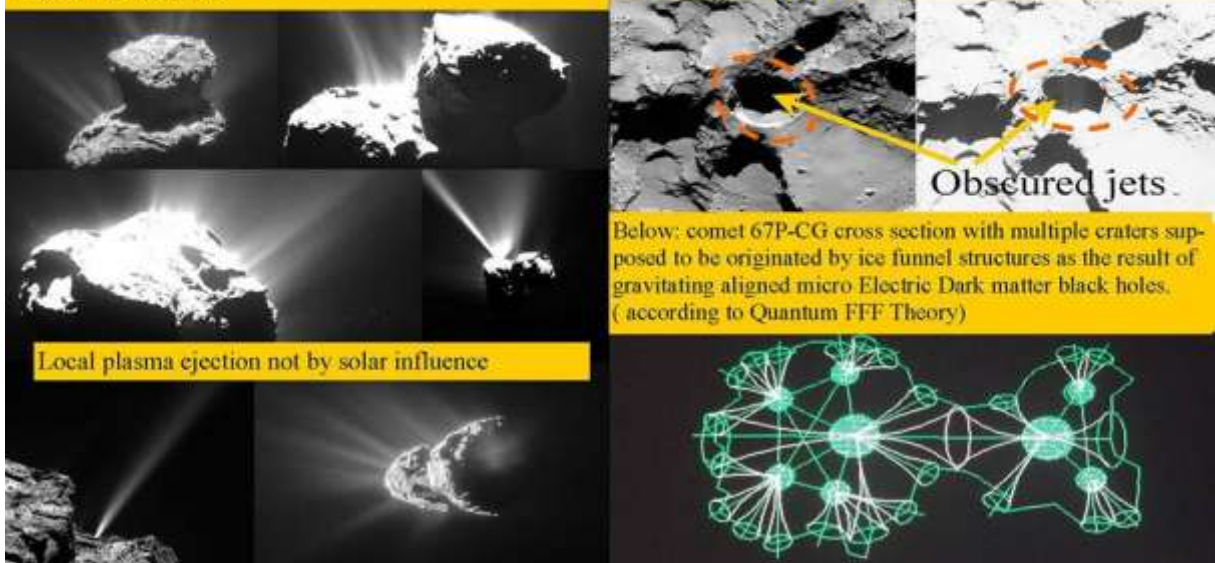 Obscured jets
Below: comet 67P-CG cross section with multiple craters sup-
posed to be originated by ice funnel structures as the result of
gravitating aligned micro Electric Dark matter black holes.
( according to Quantum FFF Theory)
Local plasma ejection not by solar influence